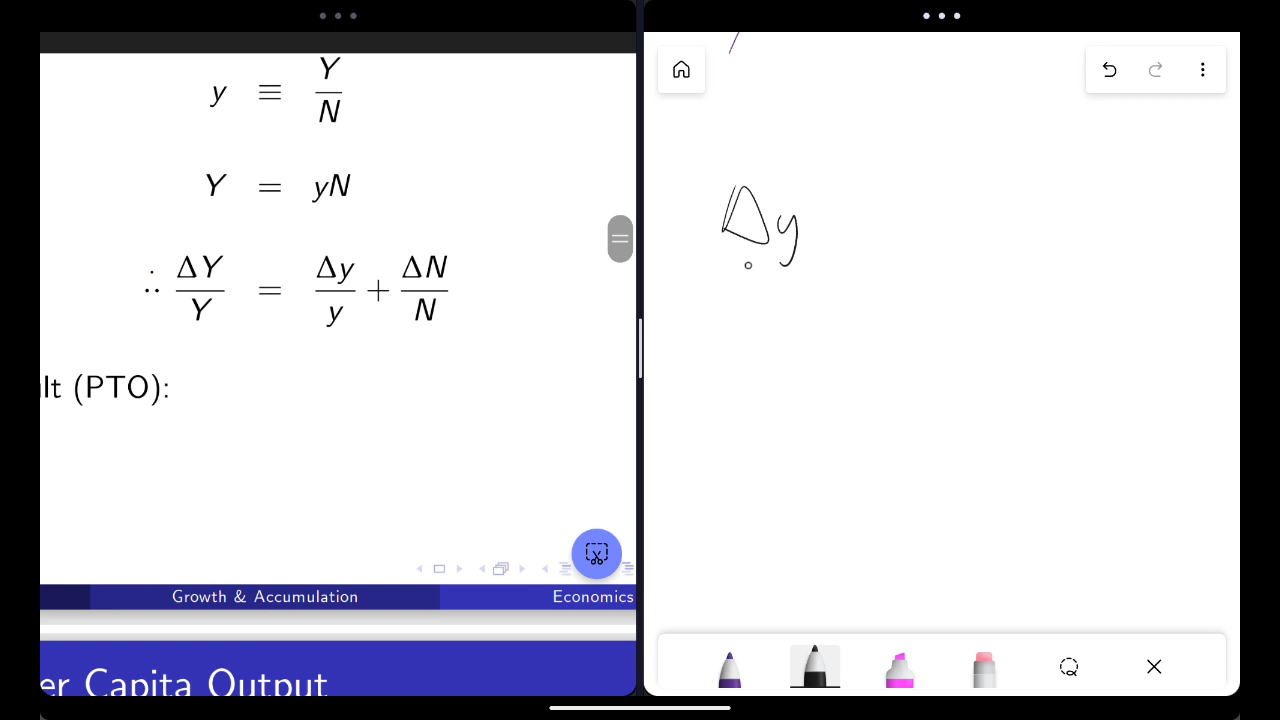 y ≡ Y/N
Y = yN
∴ ΔY/Y = Δy/y + ΔN/N
lt (PTO):
Growth & Accumulation Economics
er Capita Output
Δy